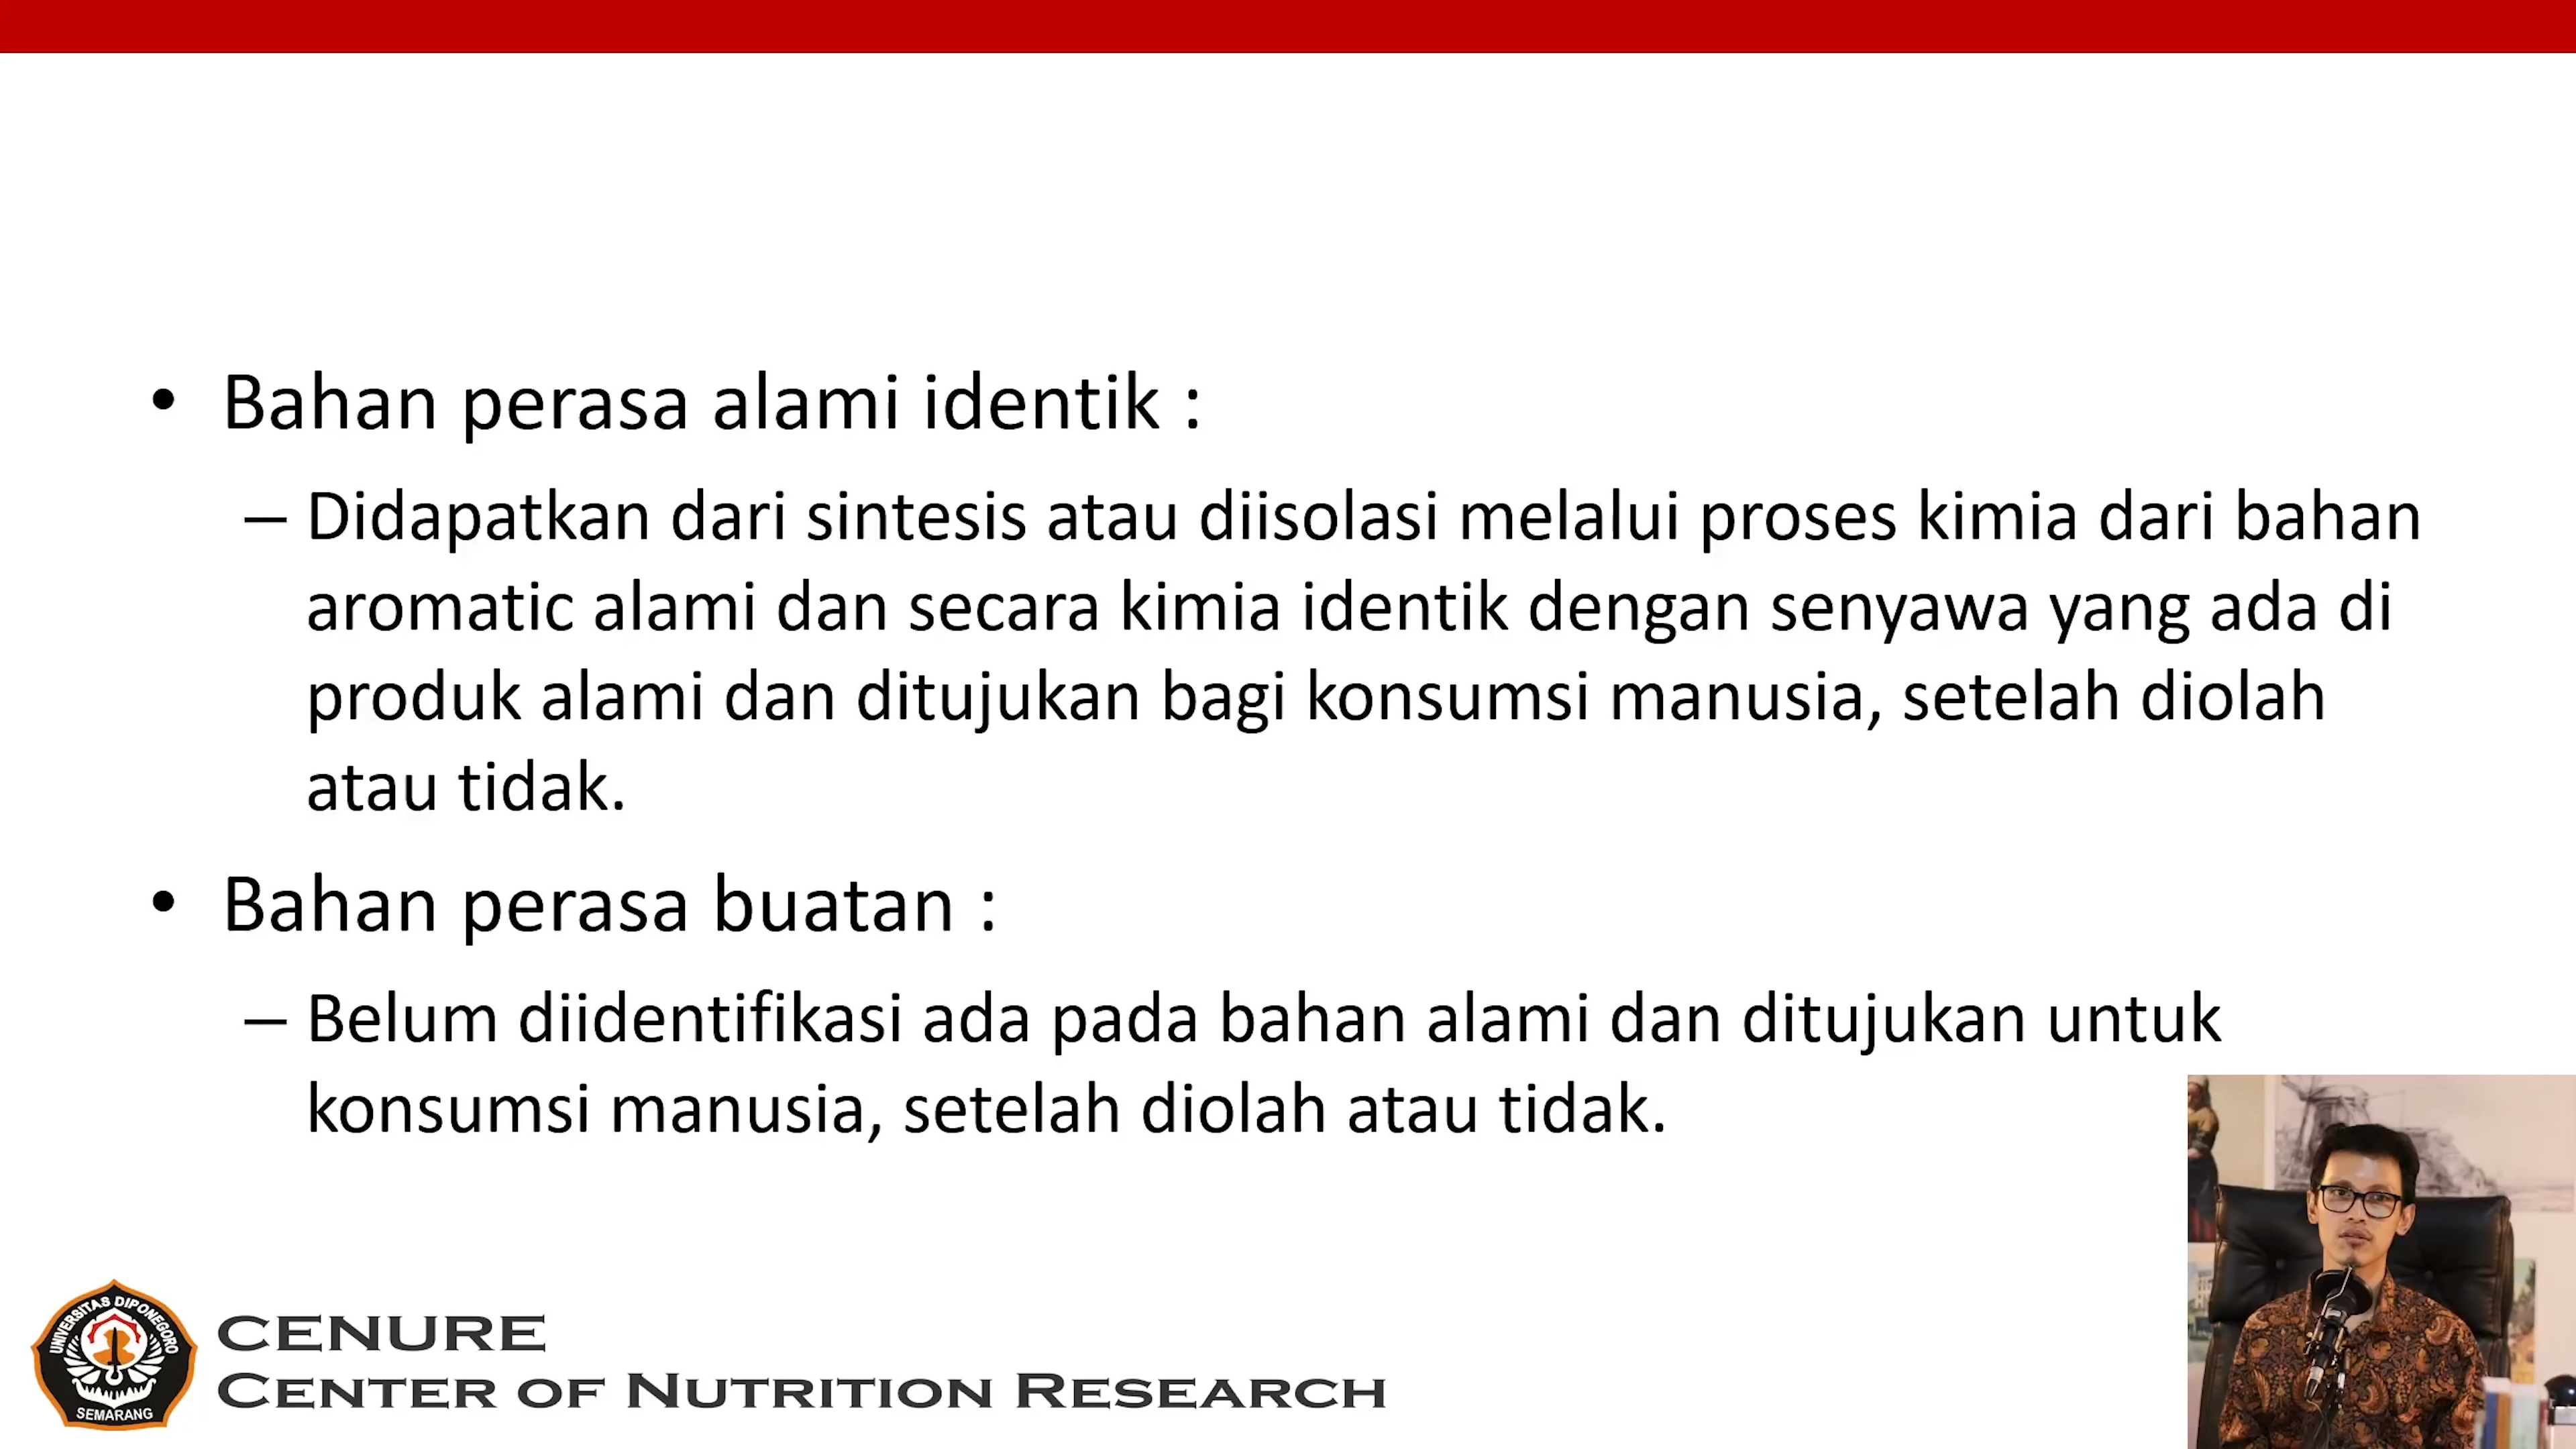 • Bahan perasa alami identik :
– Didapatkan dari sintesis atau diisolasi melalui proses kimia dari bahan
aromatic alami dan secara kimia identik dengan senyawa yang ada di
produk alami dan ditujukan bagi konsumsi manusia, setelah diolah
atau tidak.
• Bahan perasa buatan :
– Belum diidentifikasi ada pada bahan alami dan ditujukan untuk
konsumsi manusia, setelah diolah atau tidak.
UNIVERSITAS DIPONEGORO
SEMARANG
CENURE
CENTER OF NUTRITION RESEARCH